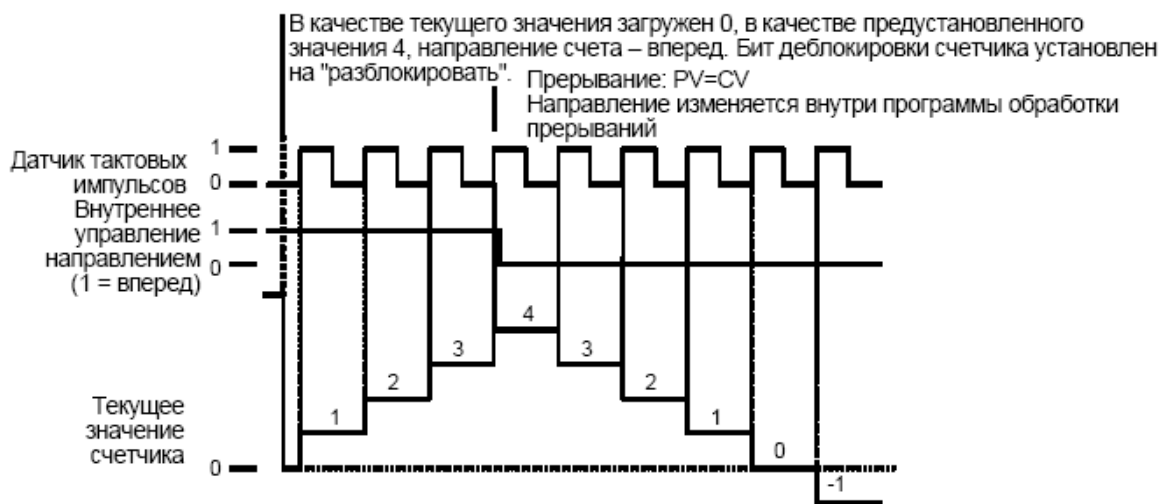 В качестве текущего значения загружен 0, в качестве предустановленного
значения 4, направление счета – вперед. Бит деблокировки счетчика установлен
на "разблокировать".
Прерывание: PV=CV
Направление изменяется внутри программы обработки
прерываний
Датчик тактовых
импульсов
1
0
Внутреннее
управление
направлением
(1 = вперед)
1
0
4
3
3
2
2
1
1
0
-1
Текущее
значение
счетчика
0